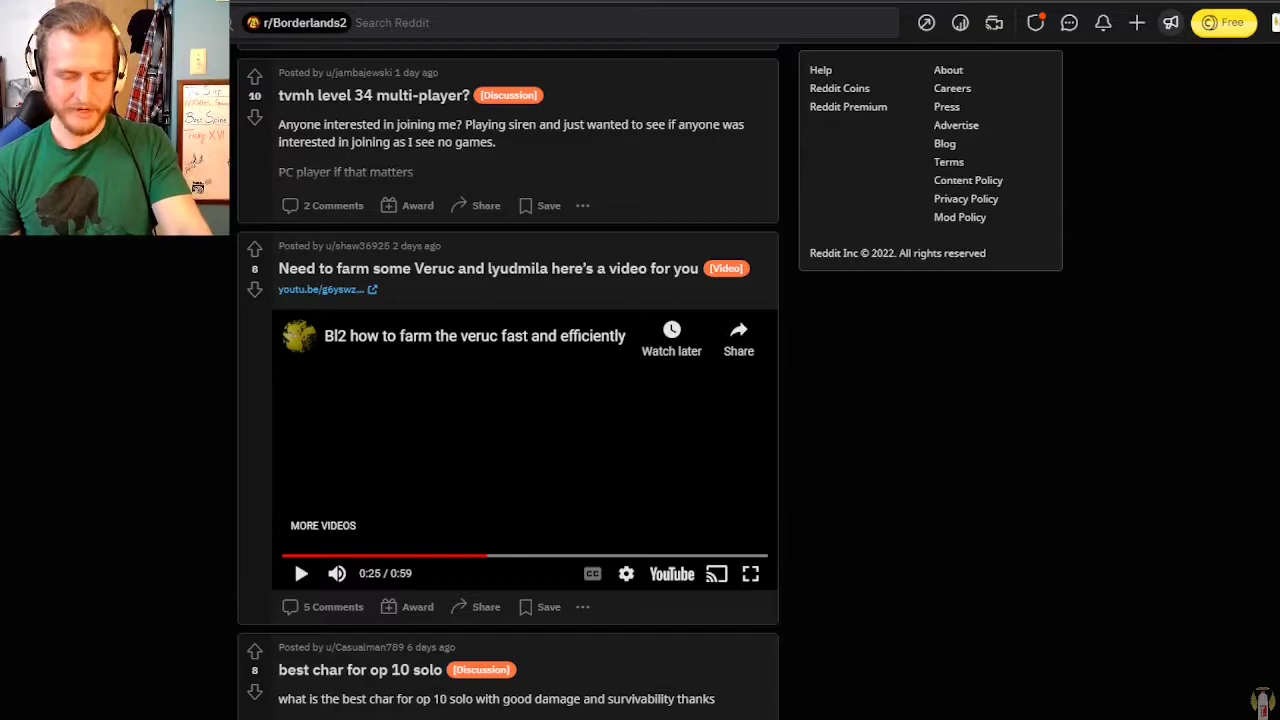 r/Borderlands2 Search Reddit
Free
Posted by u/jambajewski 1 day ago
10
tvmh level 34 multi-player? [Discussion]
Anyone interested in joining me? Playing siren and just wanted to see if anyone was
interested in joining as I see no games.
PC player if that matters
2 Comments Award Share Save
Posted by u/shaw36925 2 days ago
8
Need to farm some Veruc and lyudmila here's a video for you [Video]
youtu.be/g6yswz...
Bl2 how to farm the veruc fast and efficiently
Watch later
Share
MORE VIDEOS
0:25 / 0:59
CC
YouTube
5 Comments Award Share Save
Posted by u/Casualman789 6 days ago
8
best char for op 10 solo [Discussion]
what is the best char for op 10 solo with good damage and survivability thanks
Help
Reddit Coins
Reddit Premium
About
Careers
Press
Advertise
Blog
Terms
Content Policy
Privacy Policy
Mod Policy
Reddit Inc © 2022. All rights reserved
Best Spine